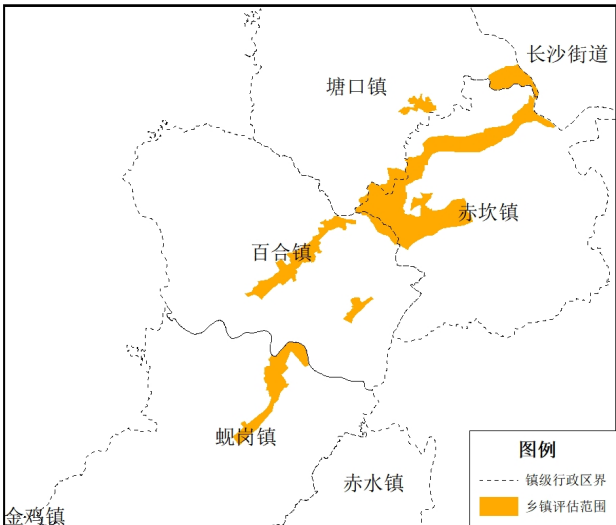 长沙街道
塘口镇
赤坎镇
百合镇
蚬岗镇
赤水镇
金鸡镇
图例
镇级行政区界
乡镇评估范围